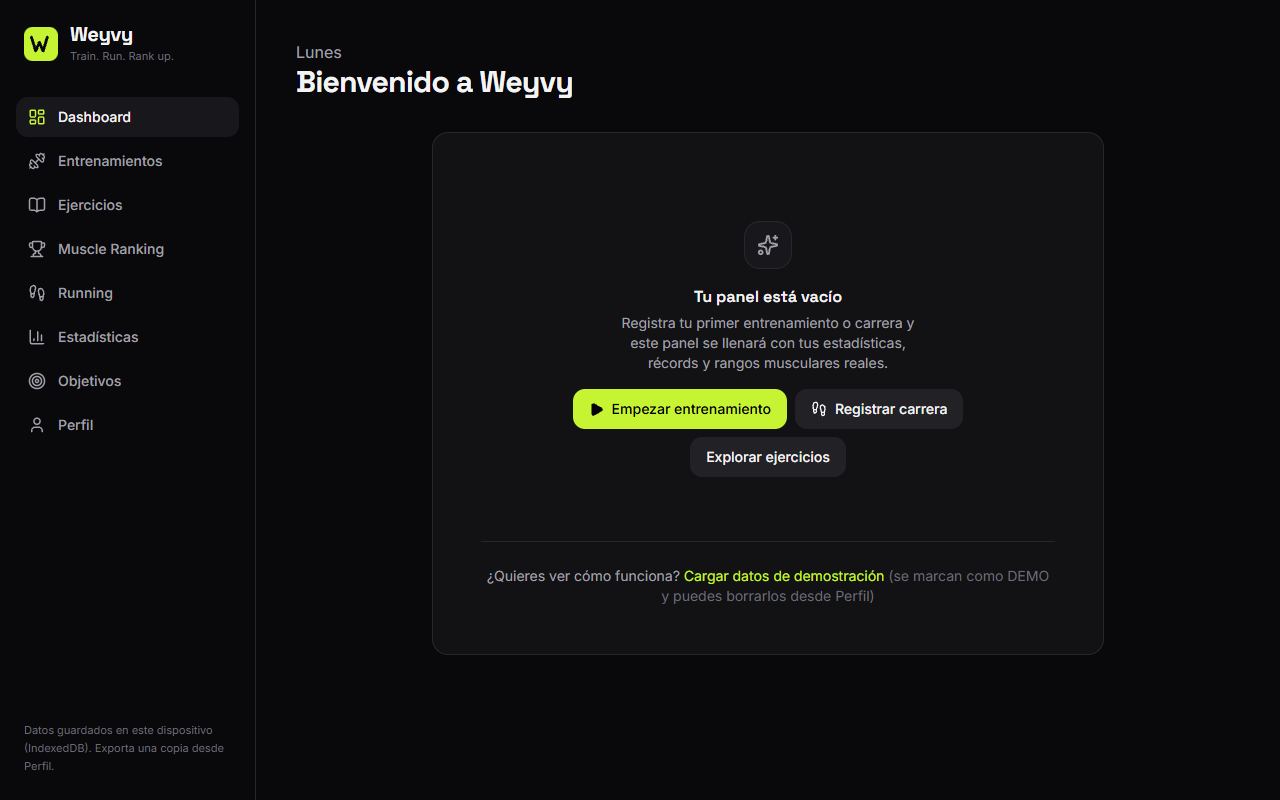 W
Weyvy
Train. Run. Rank up.
Dashboard
Entrenamientos
Ejercicios
Muscle Ranking
Running
Estadísticas
Objetivos
Perfil
Datos guardados en este dispositivo
(IndexedDB). Exporta una copia desde
Perfil.
Lunes
Bienvenido a Weyvy
Tu panel está vacío
Registra tu primer entrenamiento o carrera y
este panel se llenará con tus estadísticas,
récords y rangos musculares reales.
Empezar entrenamiento
Registrar carrera
Explorar ejercicios
¿Quieres ver cómo funciona? Cargar datos de demostración (se marcan como DEMO
y puedes borrarlos desde Perfil)